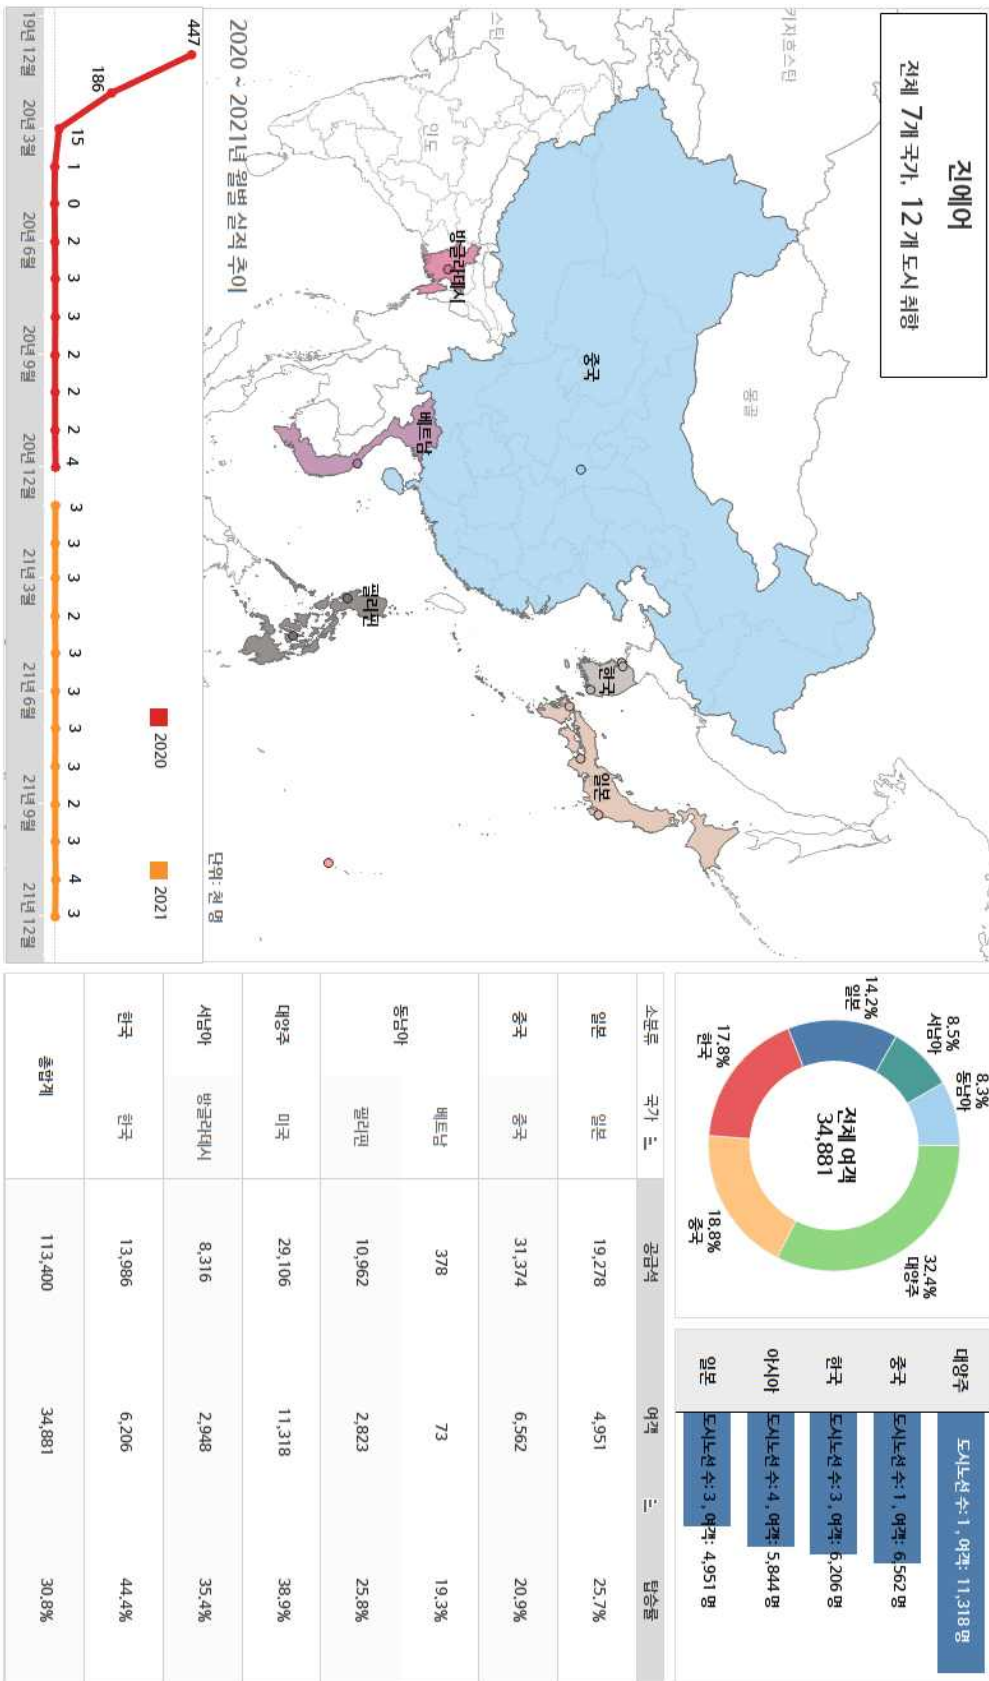 진에어
전체 7개 국가, 12개 도시 취항
키자흐스탄
스탄
몽골
인도
중국
방글라데시
베트남
필리핀
한국
일본
2020 ~ 2021년 월별 실적 추이
단위: 천 명
2020
2021
447
186
15
1
0
2
3
3
2
2
2
4
3
3
3
2
3
3
3
3
2
3
4
3
19년 12월
20년 3월
20년 6월
20년 9월
20년 12월
21년 3월
21년 6월
21년 9월
21년 12월
8.3%
동남아
8.5%
서남아
14.2%
일본
17.8%
한국
18.8%
중국
32.4%
대양주
전체 여객
34,881
대양주 도시노선 수: 1 , 여객: 11,318 명
중국 도시노선 수: 1 , 여객: 6,562 명
한국 도시노선 수: 3 , 여객: 6,206 명
아시아 도시노선 수: 4 , 여객: 5,844 명
일본 도시노선 수: 3 , 여객: 4,951 명
소분류 국가 공급석 여객 탑승률
일본 일본 19,278 4,951 25.7%
중국 중국 31,374 6,562 20.9%
동남아 베트남 378 73 19.3%
필리핀 10,962 2,823 25.8%
대양주 미국 29,106 11,318 38.9%
서남아 방글라데시 8,316 2,948 35.4%
한국 한국 13,986 6,206 44.4%
총합계 113,400 34,881 30.8%